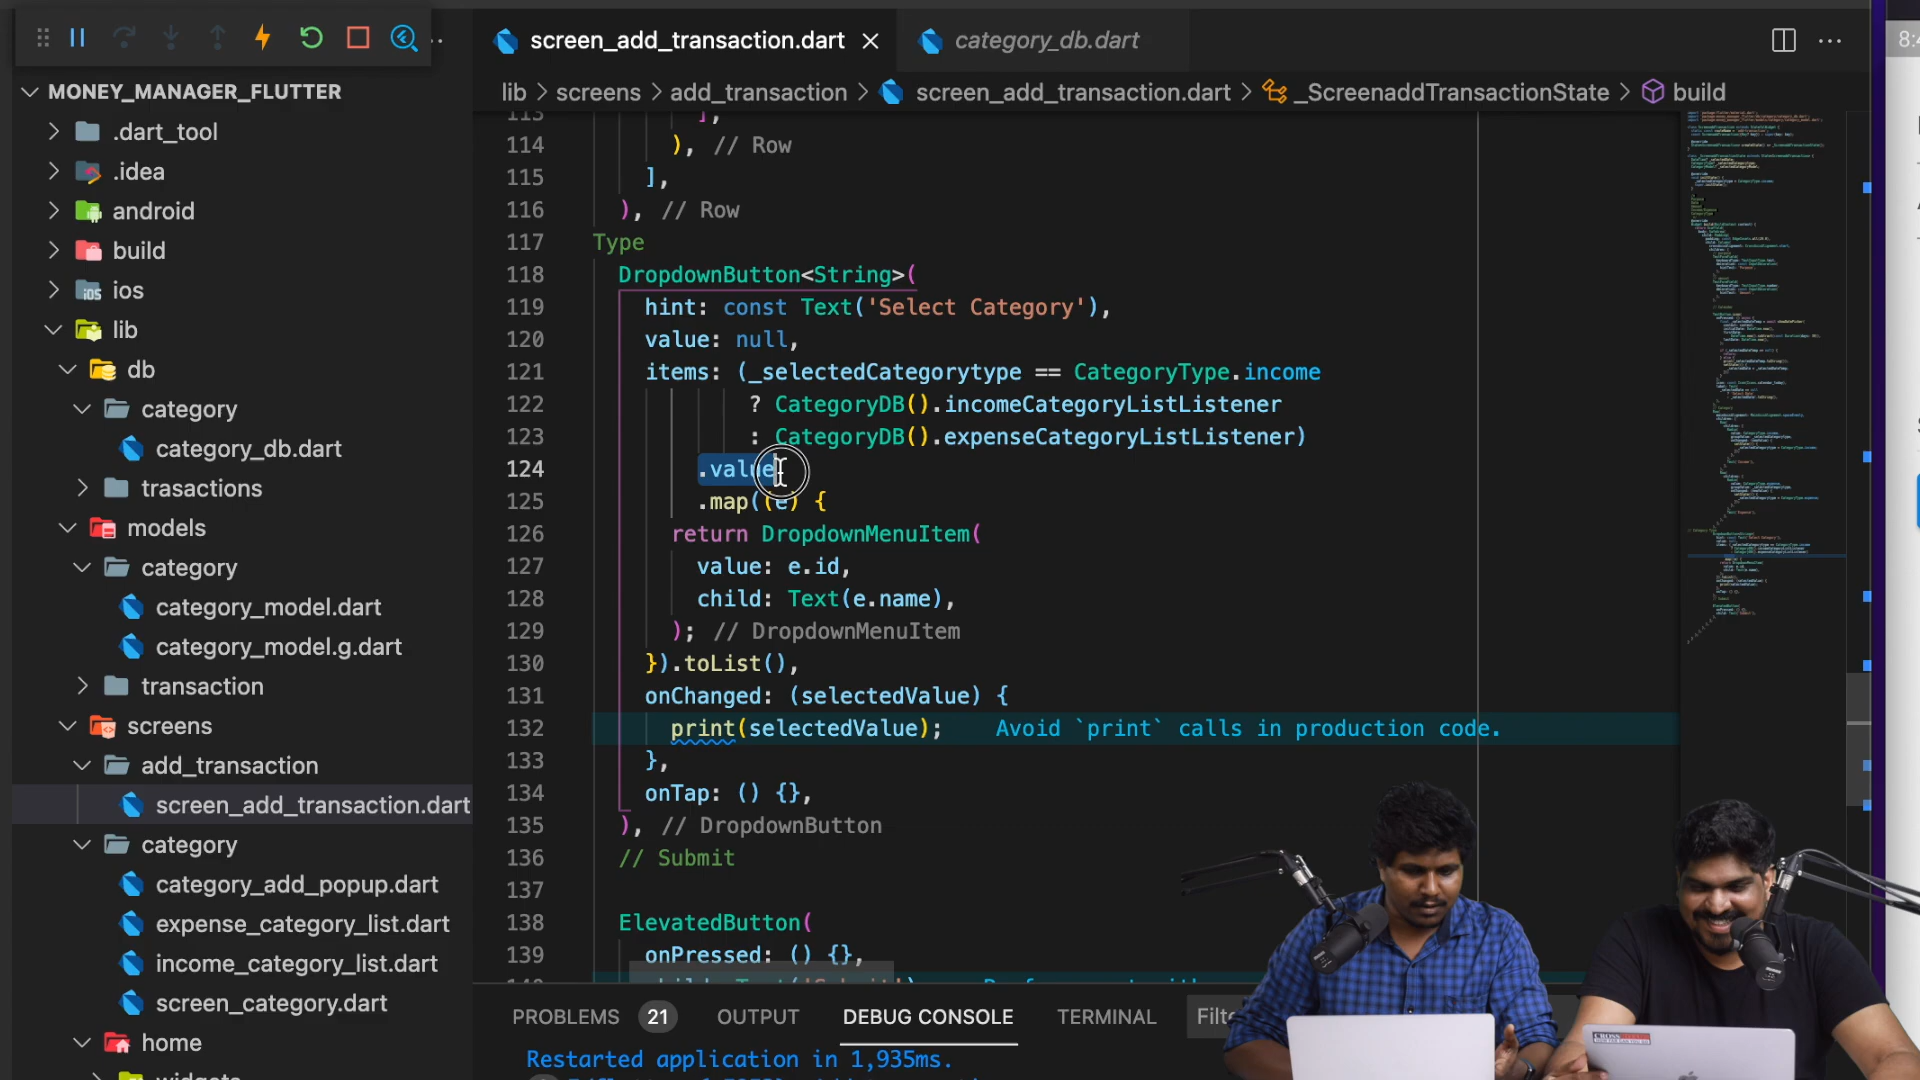 screen_add_transaction.dart
category_db.dart
8:4
MONEY_MANAGER_FLUTTER
lib > screens > add_transaction > screen_add_transaction.dart > _ScreenaddTransactionState > build
.dart_tool
.idea
android
build
ios
lib
db
category
category_db.dart
trasactions
models
category
category_model.dart
category_model.g.dart
transaction
screens
add_transaction
screen_add_transaction.dart
category
category_add_popup.dart
expense_category_list.dart
income_category_list.dart
screen_category.dart
home
widgets
113 ],
114 ), // Row
115 ],
116 ), // Row
117 Type
118 DropdownButton<String>(
119 hint: const Text('Select Category'),
120 value: null,
121 items: (_selectedCategorytype == CategoryType.income
122 ? CategoryDB().incomeCategoryListListener
123 : CategoryDB().expenseCategoryListListener)
124 .value
125 .map((e) {
126 return DropdownMenuItem(
127 value: e.id,
128 child: Text(e.name),
129 ); // DropdownMenuItem
130 }).toList(),
131 onChanged: (selectedValue) {
132 print(selectedValue); Avoid `print` calls in production code.
133 },
134 onTap: () {},
135 ), // DropdownButton
136 // Submit
137
138 ElevatedButton(
139 onPressed: () {},
PROBLEMS 21 OUTPUT DEBUG CONSOLE TERMINAL Filte
Restarted application in 1,935ms.